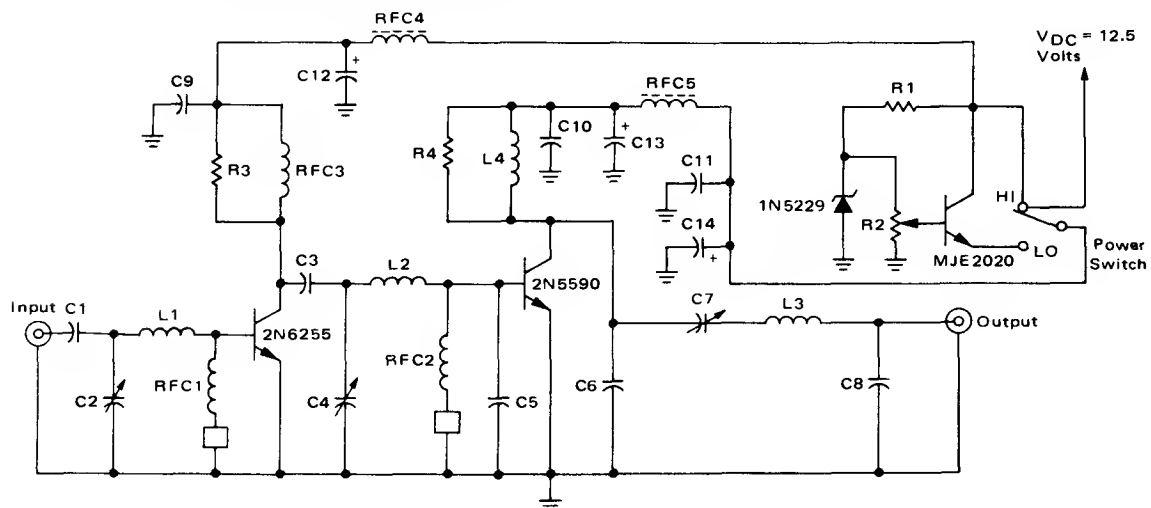 RFC4
V DC = 12.5
Volts
C9
C12
+
RFC5
R1
R3
RFC3
R4
L4
C10
+
C13
C11
1N5229
R2
HI
C14
+
MJE2020
LO
Power
Switch
C3
L2
2N5590
Input
C1
L1
2N6255
C7
L3
Output
RFC1
RFC2
C2
C4
C5
C6
C8